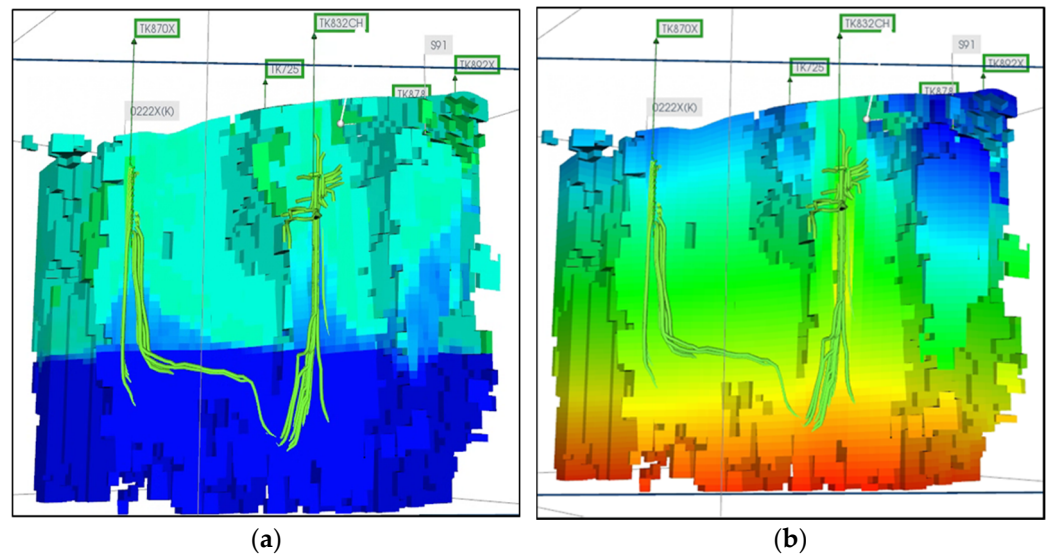 TK870X
TK832CH
S91
TK725
TK892X
TK878
0222X(K)
TK870X
TK832CH
S91
TK725
TK892X
TK878
0222X(K)
(a)
(b)